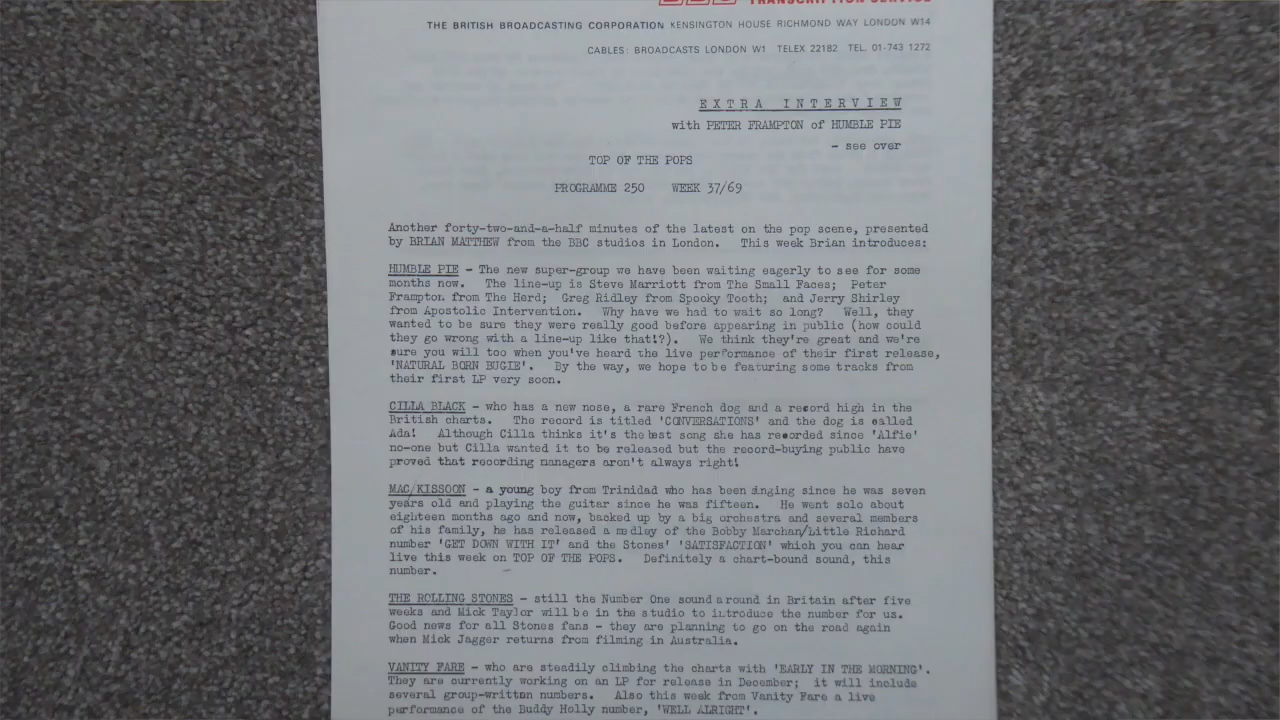 BBC TRANSCRIPTION SERVICE
THE BRITISH BROADCASTING CORPORATION KENSINGTON HOUSE RICHMOND WAY LONDON W14
CABLES: BROADCASTS LONDON W1 TELEX 22182 TEL. 01-743 1272
EXTRA INTERVIEW
with PETER FRAMPTON of HUMBLE PIE
- see over
TOP OF THE POPS
PROGRAMME 250 WEEK 37/69
Another forty-two-and-a-half minutes of the latest on the pop scene, presented
by BRIAN MATTHEW from the BBC studios in London. This week Brian introduces:
HUMBLE PIE - The new super-group we have been waiting eagerly to see for some
months now. The line-up is Steve Marriott from The Small Faces; Peter
Frampton from The Herd; Greg Ridley from Spooky Tooth; and Jerry Shirley
from Apostolic Intervention. Why have we had to wait so long? Well, they
wanted to be sure they were really good before appearing in public (how could
they go wrong with a line-up like that!?). We think they're great and we're
sure you will too when you've heard the live performance of their first release,
'NATURAL BORN BUGIE'. By the way, we hope to be featuring some tracks from
their first LP very soon.
CILLA BLACK - who has a new nose, a rare French dog and a record high in the
British charts. The record is titled 'CONVERSATIONS' and the dog is called
Ada! Although Cilla thinks it's the best song she has recorded since 'Alfie'
no-one but Cilla wanted it to be released but the record-buying public have
proved that recording managers aren't always right!
MAC/KISSOON - a young boy from Trinidad who has been singing since he was seven
years old and playing the guitar since he was fifteen. He went solo about
eighteen months ago and now, backed up by a big orchestra and several members
of his family, he has released a medley of the Bobby Marchan/Little Richard
number 'GET DOWN WITH IT' and the Stones' 'SATISFACTION' which you can hear
live this week on TOP OF THE POPS. Definitely a chart-bound sound, this
number.
THE ROLLING STONES - still the Number One sound around in Britain after five
weeks and Mick Taylor will be in the studio to introduce the number for us.
Good news for all Stones fans - they are planning to go on the road again
when Mick Jagger returns from filming in Australia.
VANITY FARE - who are steadily climbing the charts with 'EARLY IN THE MORNING'.
They are currently working on an LP for release in December; it will include
several group-written numbers. Also this week from Vanity Fare a live
performance of the Buddy Holly number, 'WELL ALRIGHT'.